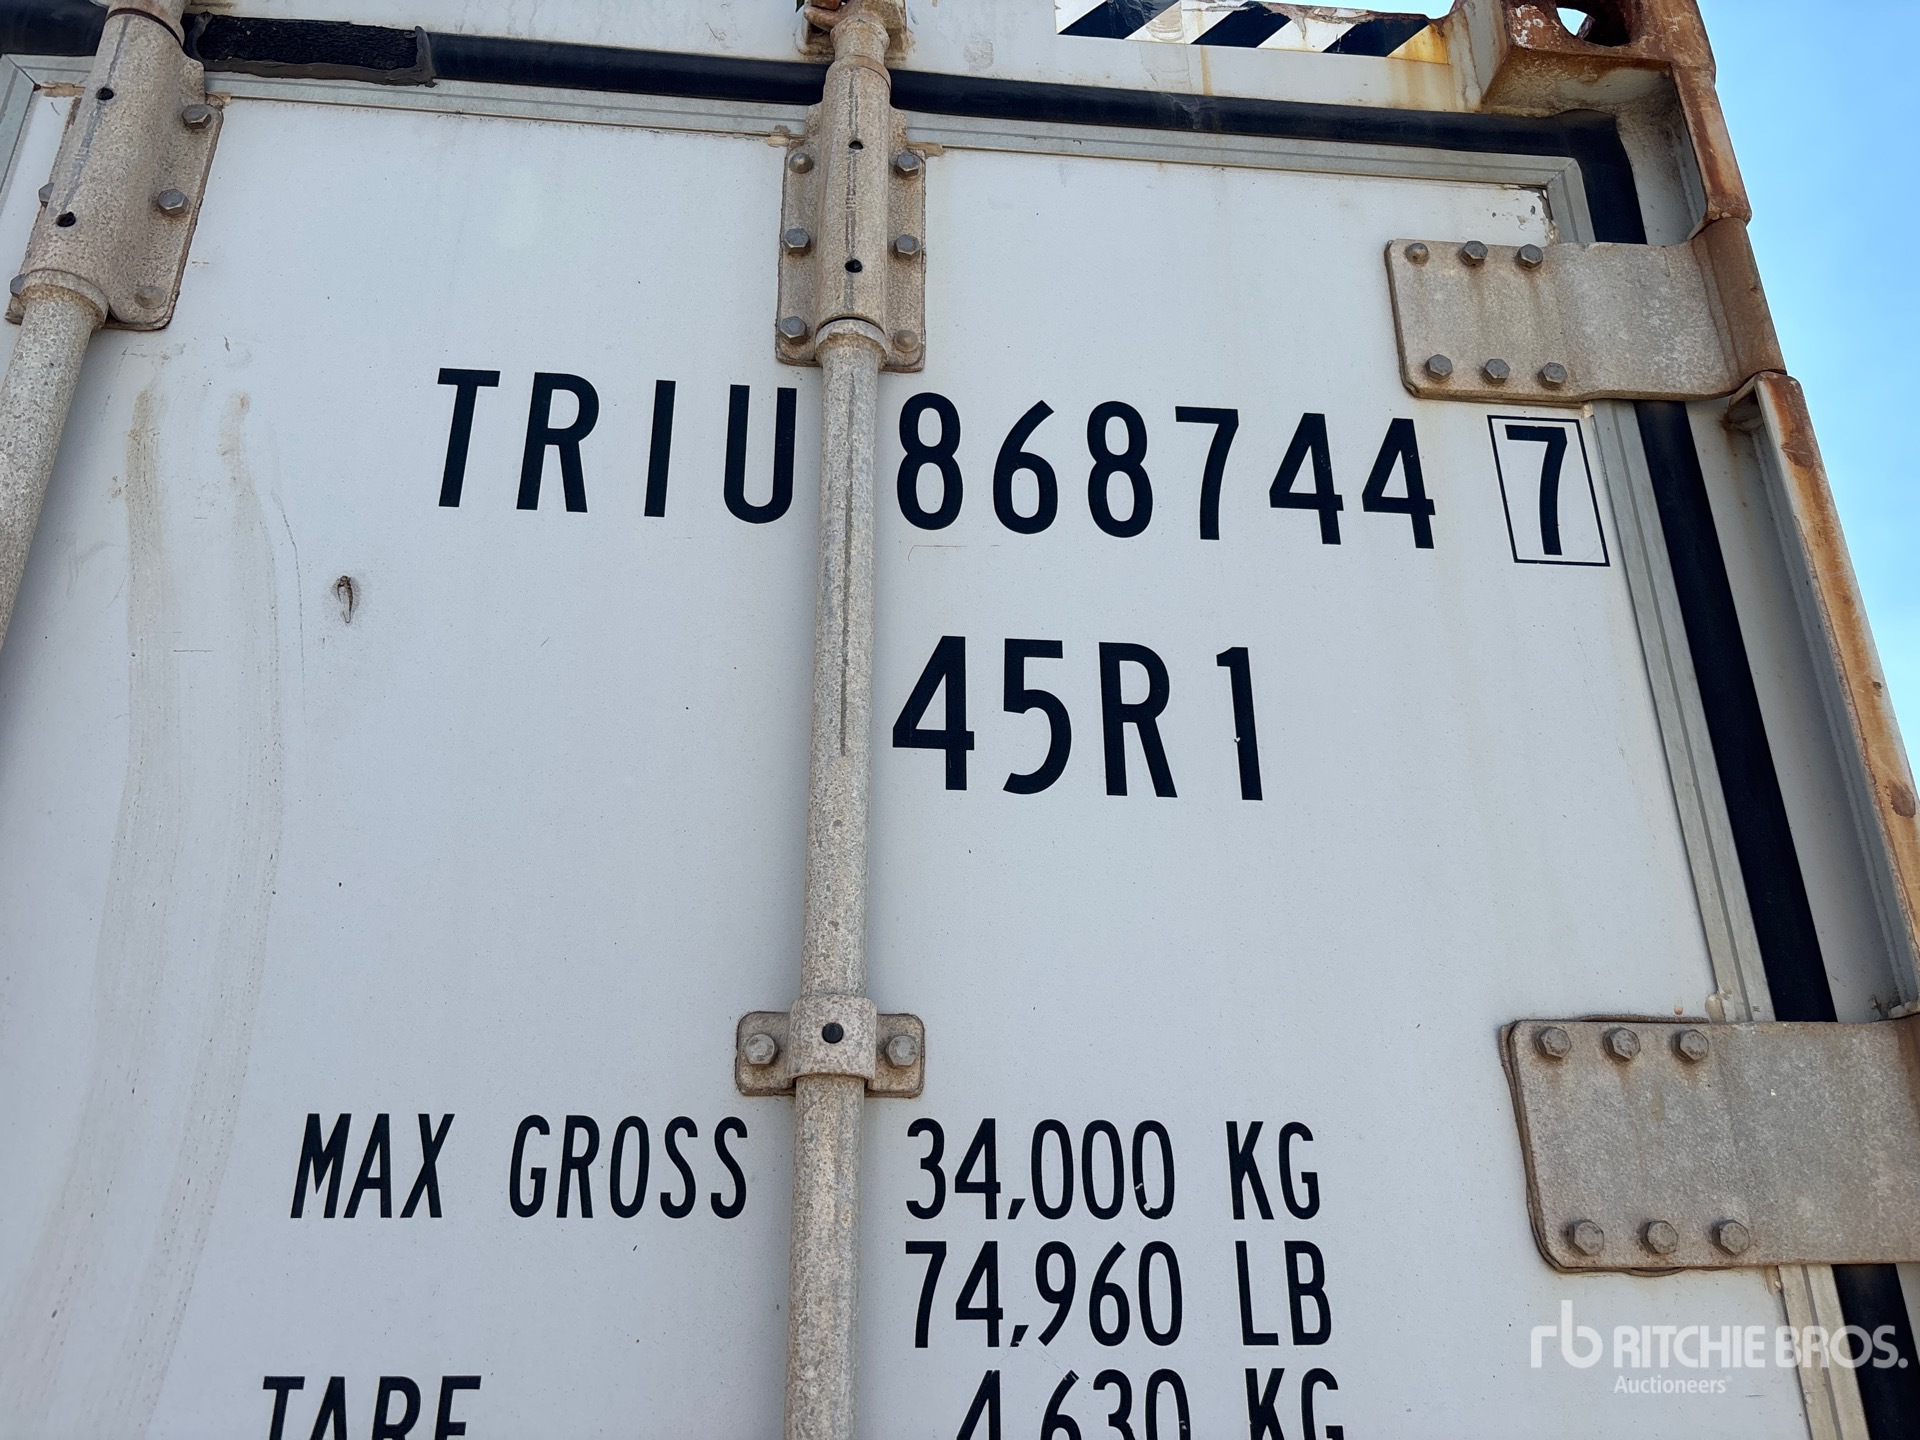 TRIU 868744 7
45R1
MAX GROSS 34,000 KG
74,960 LB
TARE 4,630 KG
rb RITCHIE BROS.
Auctioneers